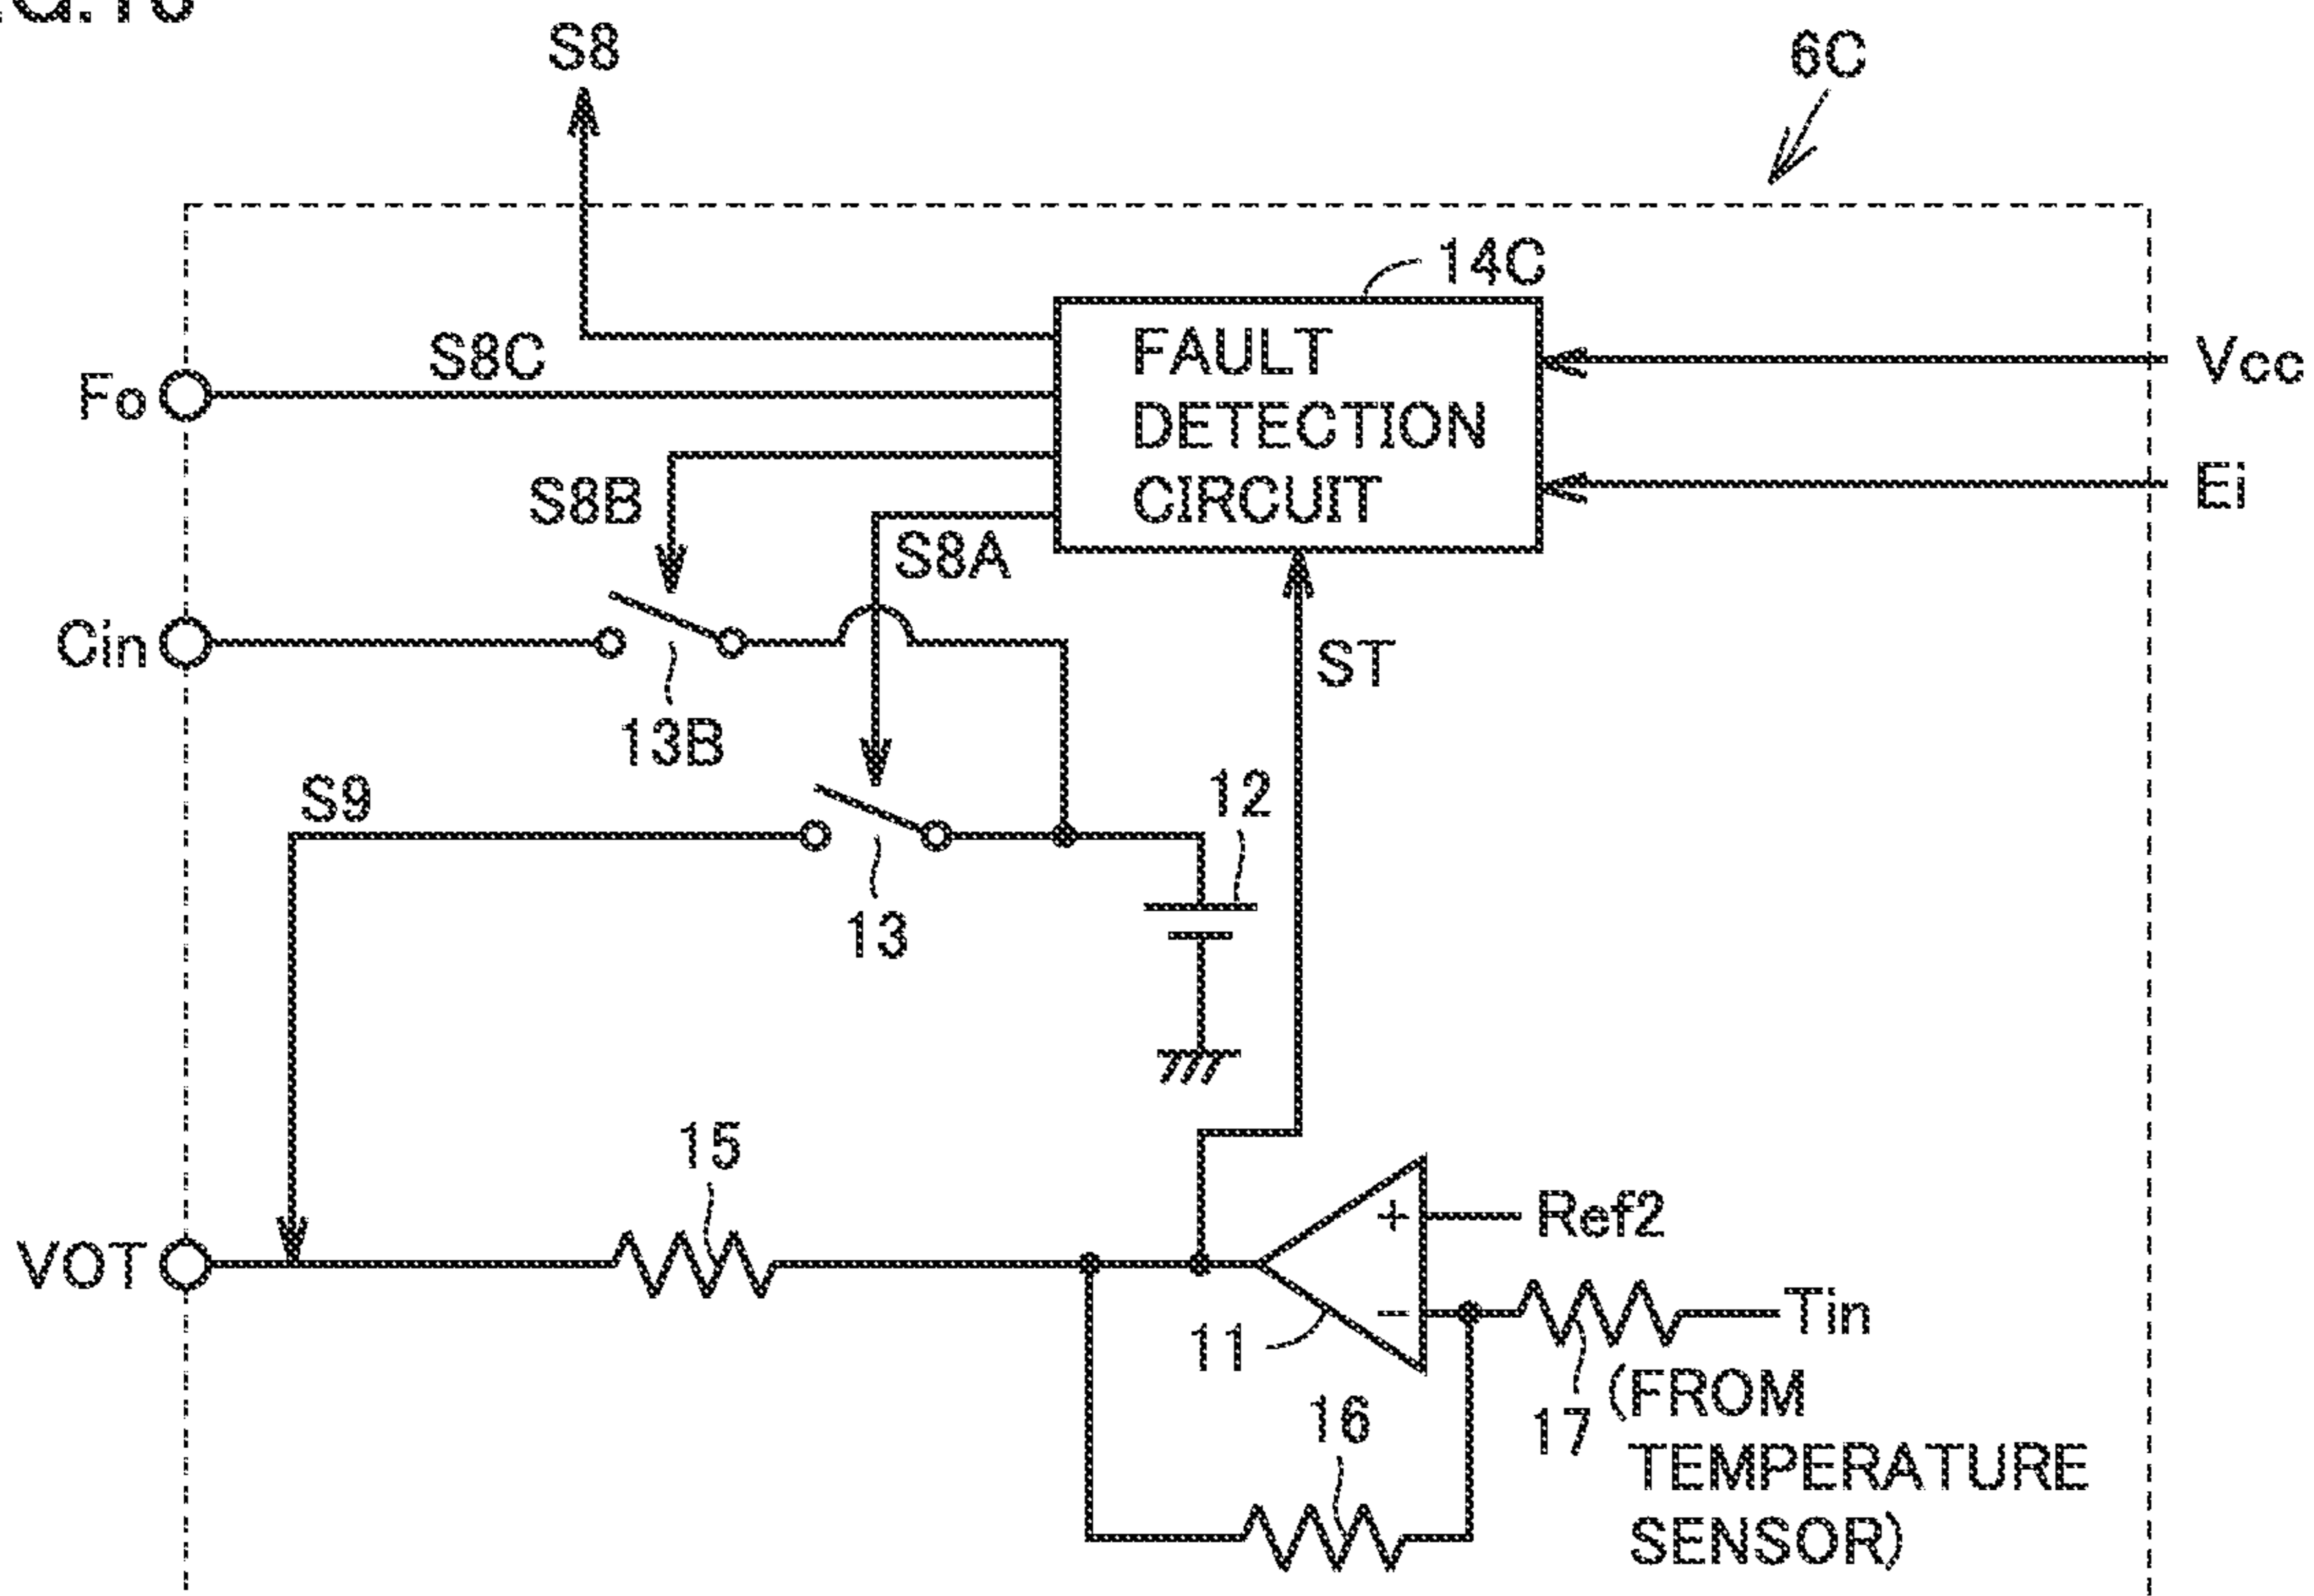 S8
6C
14C
S8C
FAULT
DETECTION
CIRCUIT
Vcc
Fo
Ei
S8B
S8A
Cin
ST
13B
S9
12
13
15
Ref2
VOT
Tin
11
(FROM
TEMPERATURE
SENSOR)
16
17